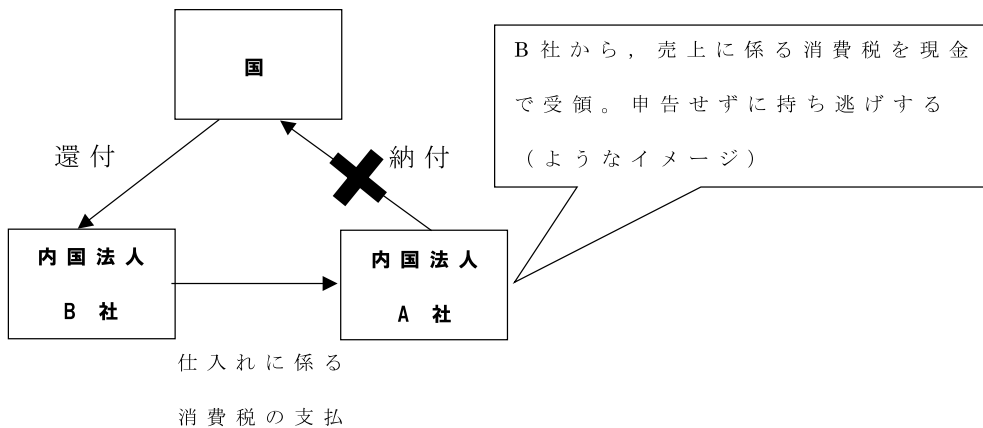 国
B社から，売上に係る消費税を現金
で受領。申告せずに持ち逃げする
（ようなイメージ）
還付
納付
内国法人
B 社
内国法人
A 社
仕入れに係る
消費税の支払